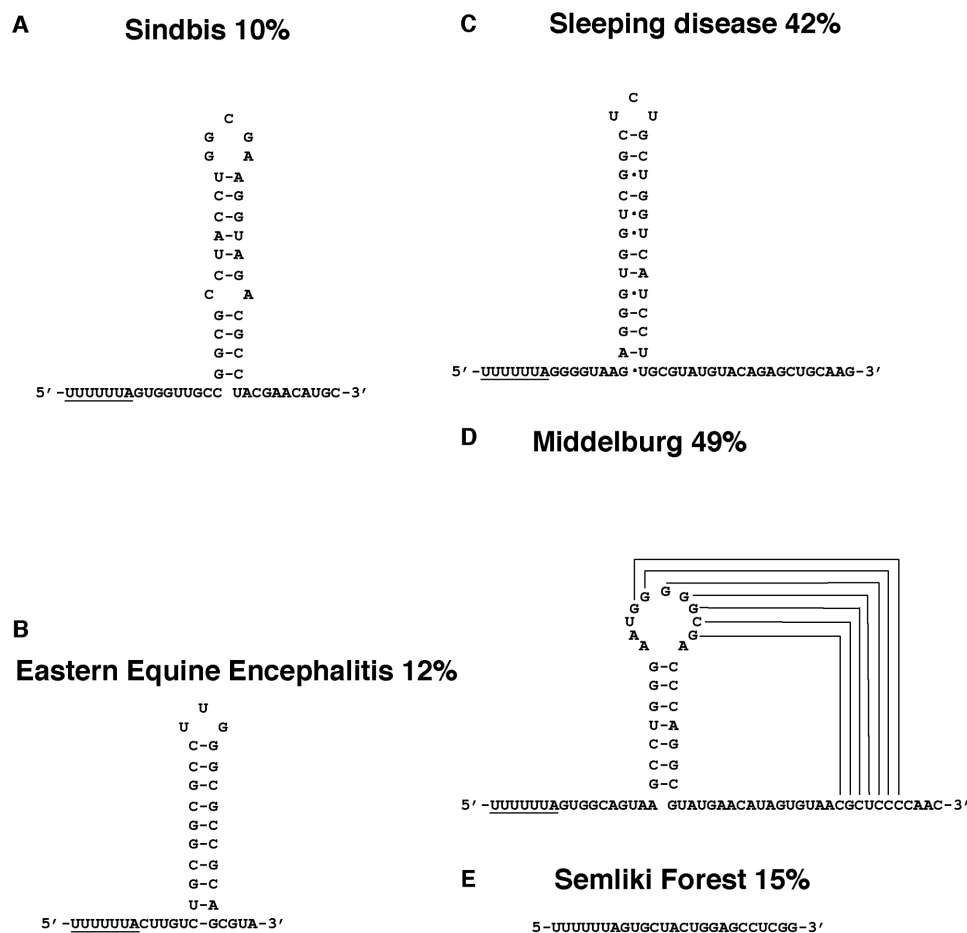 A
Sindbis 10%
C
G G
G A
U-A
C-G
C-G
A-U
U-A
C-G
C A
G-C
C-G
G-C
G-C
5'-UUUUUUAGUGGUUGCC UACGAACAUGC-3'
B
Eastern Equine Encephalitis 12%
U
U G
C-G
C-G
G-C
C-G
G-C
G-C
C-G
G-C
U-A
5'-UUUUUUACUUGUC-GCGUA-3'
C
Sleeping disease 42%
C
U U
C-G
G-C
G•U
C-G
U•G
G•U
G-C
U-A
G•U
G-C
G-C
A-U
5'-UUUUUUAGGGGUAAG•UGCGUAUGUACAGAGCUGCAAG-3'
D
Middelburg 49%
G
G G
G G
U C
A G
A A
G-C
G-C
G-C
U-A
C-G
C-G
G-C
5'-UUUUUUAGUGGCAGUAA GUAUGAACAUAGUGUAACGCUCCCCAAC-3'
E
Semliki Forest 15%
5-UUUUUUAGUGCUACUGGAGCCUCGG-3'